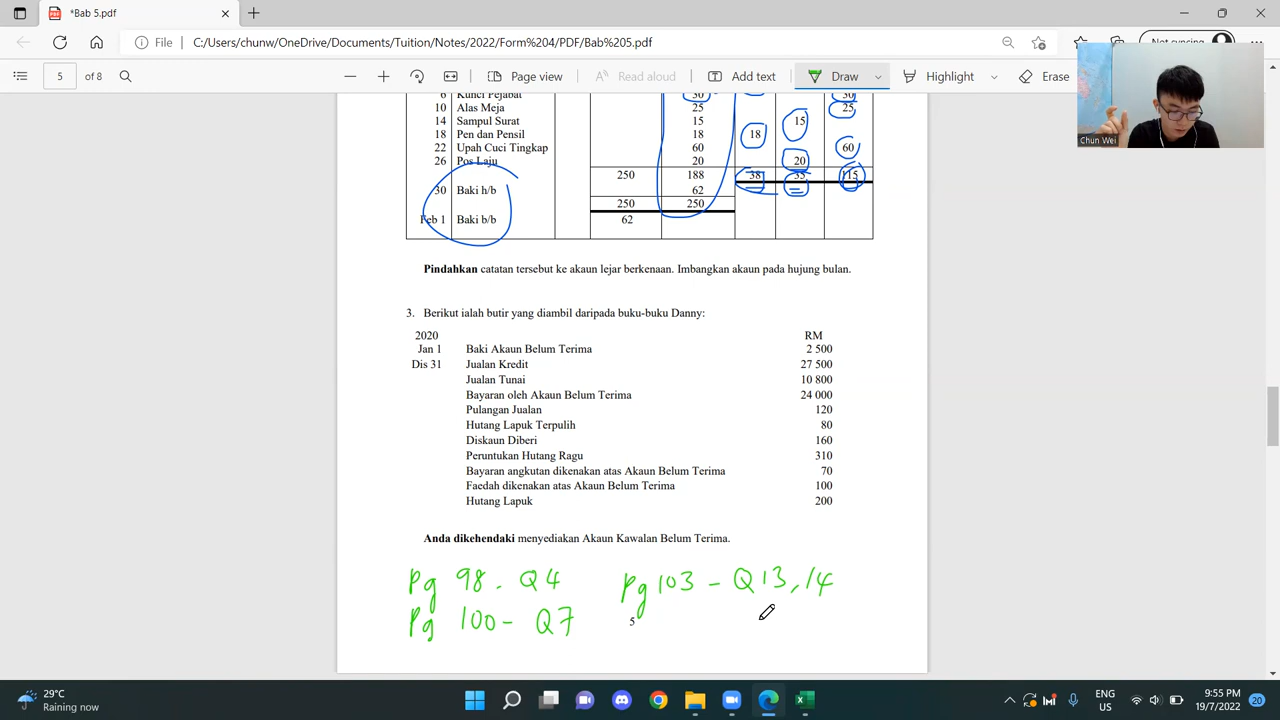 *Bab 5.pdf
File C:/Users/chunw/OneDrive/Documents/Tuition/Notes/2022/Form%204/PDF/Bab%205.pdf
Not syncing
5 of 8 Page view Read aloud Add text Draw Highlight Erase
Chun Wei
6 Kunci Pejabat 30 30
10 Alas Meja 25 25
14 Sampul Surat 15 15
18 Pen dan Pensil 18 18
22 Upah Cuci Tingkap 60 60
26 Pos Laju 20 20
250 188 38 35 115
30 Baki h/b 62
250 250
Feb 1 Baki b/b 62
Pindahkan catatan tersebut ke akaun lejar berkenaan. Imbangkan akaun pada hujung bulan.
3. Berikut ialah butir yang diambil daripada buku-buku Danny:
2020 RM
Jan 1 Baki Akaun Belum Terima 2 500
Dis 31 Jualan Kredit 27 500
Jualan Tunai 10 800
Bayaran oleh Akaun Belum Terima 24 000
Pulangan Jualan 120
Hutang Lapuk Terpulih 80
Diskaun Diberi 160
Peruntukan Hutang Ragu 310
Bayaran angkutan dikenakan atas Akaun Belum Terima 70
Faedah dikenakan atas Akaun Belum Terima 100
Hutang Lapuk 200
Anda dikehendaki menyediakan Akaun Kawalan Belum Terima.
Pg 98 - Q4 Pg 103 - Q13, 14
Pg 100 - Q7
5
29°C
Raining now
ENG
US
9:55 PM
19/7/2022
20